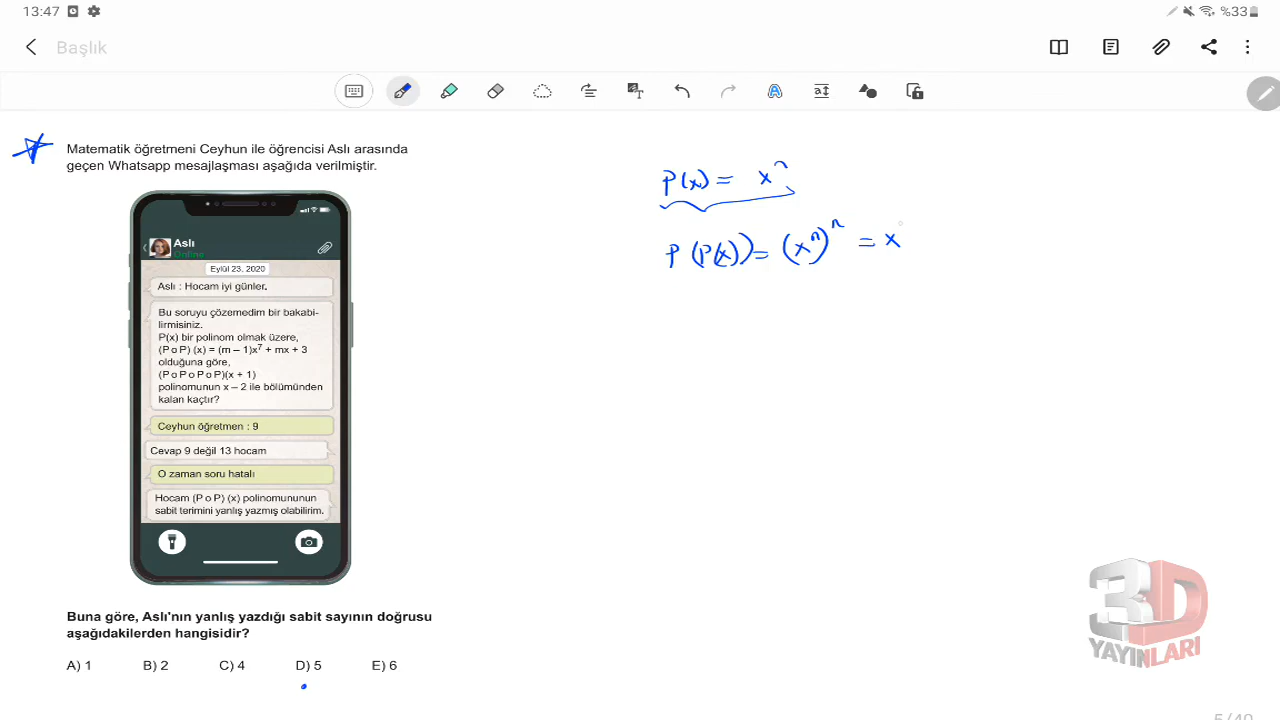 13:47
%33
Başlık
Matematik öğretmeni Ceyhun ile öğrencisi Aslı arasında
geçen Whatsapp mesajlaşması aşağıda verilmiştir.
Aslı
Online
Eylül 23, 2020
Aslı : Hocam iyi günler.
Bu soruyu çözemedim bir bakabi-
lirmisiniz.
P(x) bir polinom olmak üzere,
(P o P) (x) = (m – 1)x⁷ + mx + 3
olduğuna göre,
(P o P o P o P)(x + 1)
polinomunun x – 2 ile bölümünden
kalan kaçtır?
Ceyhun öğretmen : 9
Cevap 9 değil 13 hocam
O zaman soru hatalı
Hocam (P o P) (x) polinomununun
sabit terimini yanlış yazmış olabilirim.
Buna göre, Aslı'nın yanlış yazdığı sabit sayının doğrusu
aşağıdakilerden hangisidir?
A) 1 B) 2 C) 4 D) 5 E) 6
P(x) = xⁿ
P(P(x)) = (xⁿ)ⁿ = x
3D
YAYINLARI
5/40